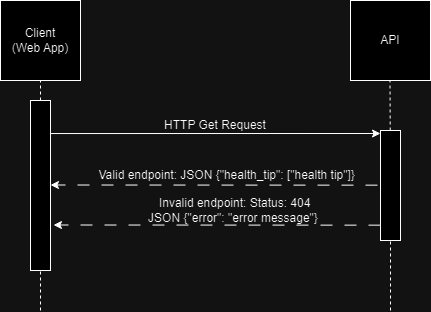 Client
(Web App)
API
HTTP Get Request
Valid endpoint: JSON {"health_tip": ["health tip"]}
Invalid endpoint: Status: 404
JSON {"error": "error message"}